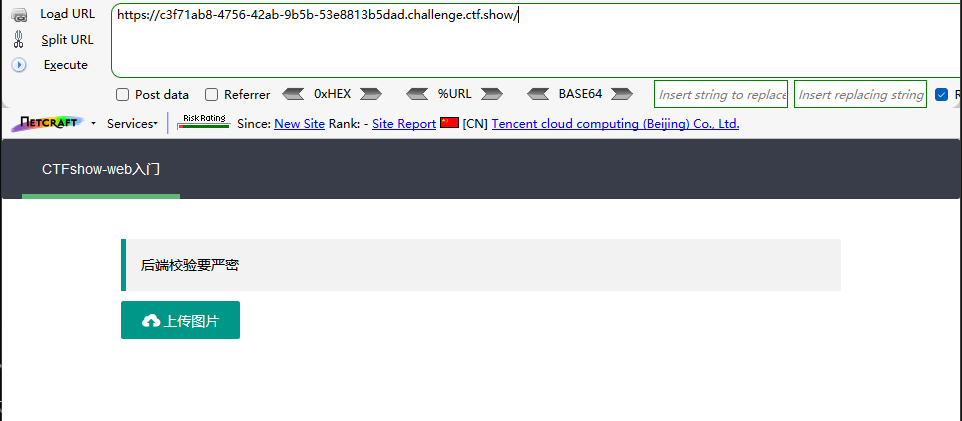 Load URL
https://c3f71ab8-4756-42ab-9b5b-53e8813b5dad.challenge.ctf.show/
Split URL
Execute
Post data Referrer 0xHEX %URL BASE64 Insert string to replace Insert replacing string R
NETCRAFT Services Risk Rating Since: New Site Rank: - Site Report [CN] Tencent cloud computing (Beijing) Co., Ltd.
CTFshow-web入门
后端校验要严密
上传图片